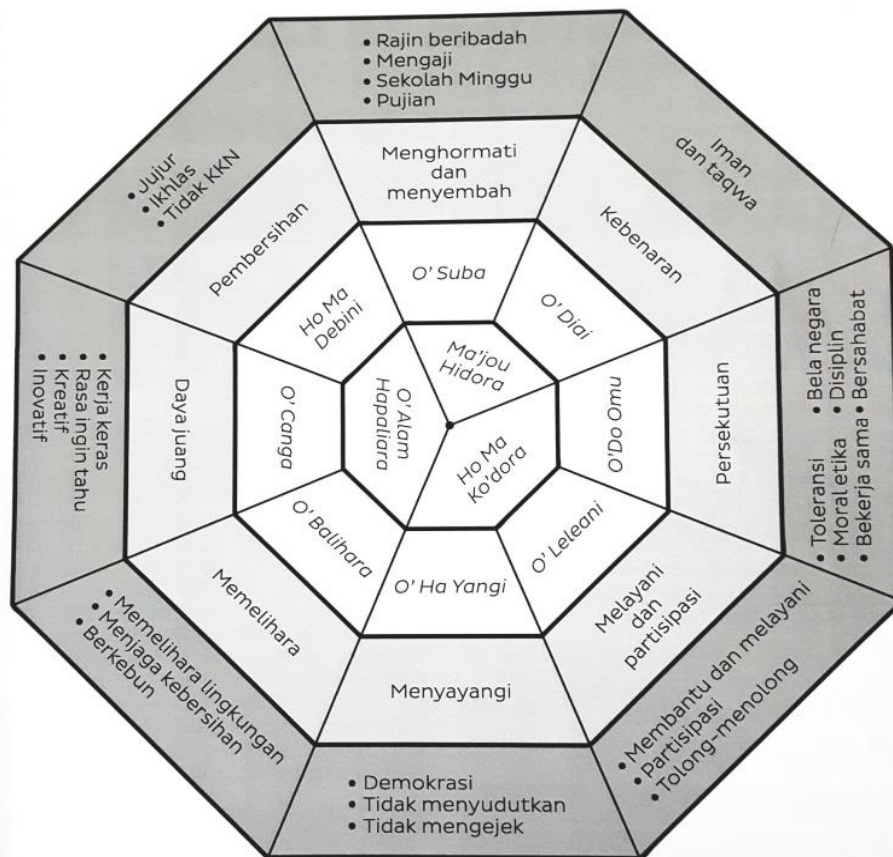 • Rajin beribadah
• Mengaji
• Sekolah Minggu
• Pujian
Iman
dan taqwa
• Bela negara
• Disiplin
• Bersahabat
• Toleransi
• Moral etika
• Bekerja sama
• Membantu dan melayani
• Partisipasi
• Tolong-menolong
• Demokrasi
• Tidak menyudutkan
• Tidak mengejek
• Memelihara lingkungan
• Menjaga kebersihan
• Berkebun
• Kerja keras
• Rasa ingin tahu
• Kreatif
• Inovatif
• Jujur
• Ikhlas
• Tidak KKN
Menghormati
dan
menyembah
Kebenaran
Persekutuan
Melayani
dan
partisipasi
Menyayangi
Memelihara
Daya juang
Pembersihan
O' Suba
O' Diai
O'Do Omu
O' Leleani
O' Ha Yangi
O' Balihara
O' Canga
Ho Ma
Debini
Ma'jou
Hidora
Ho Ma
Ko'dora
O' Alam
Hapaliara